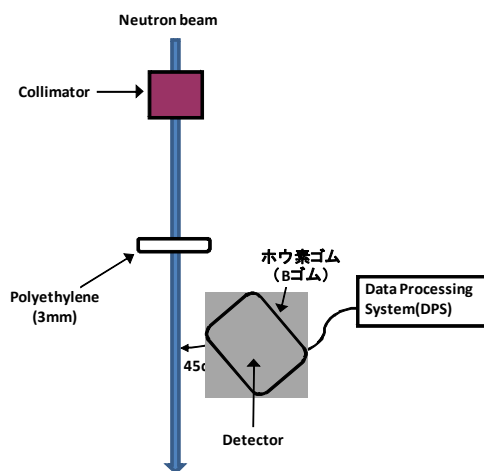 Neutron beam
Collimator
ホウ素ゴム
(Bゴム)
Polyethylene
(3mm)
Data Processing
System(DPS)
Detector